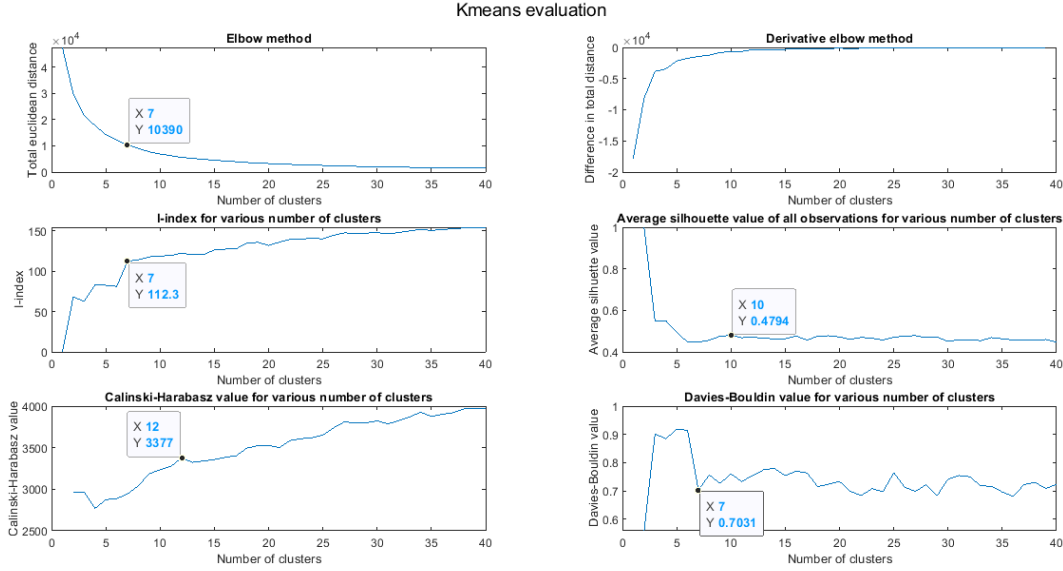 Kmeans evaluation
Elbow method
×10^4
Total euclidean distance
4
3
2
1
0
X 7
Y 10390
0 5 10 15 20 25 30 35 40
Number of clusters
Derivative elbow method
×10^4
Difference in total distance
0
-0.5
-1
-1.5
-2
0 5 10 15 20 25 30 35 40
Number of clusters
I-index for various number of clusters
I-index
150
100
50
0
X 7
Y 112.3
0 5 10 15 20 25 30 35 40
Number of clusters
Average silhouette value of all observations for various number of clusters
Average silhuette value
1
0.8
0.6
0.4
X 10
Y 0.4794
0 5 10 15 20 25 30 35 40
Number of clusters
Calinski-Harabasz value for various number of clusters
Calinski-Harabasz value
4000
3500
3000
2500
X 12
Y 3377
0 5 10 15 20 25 30 35 40
Number of clusters
Davies-Bouldin value for various number of clusters
Davies-Bouldin value
1
0.9
0.8
0.7
0.6
X 7
Y 0.7031
0 5 10 15 20 25 30 35 40
Number of clusters